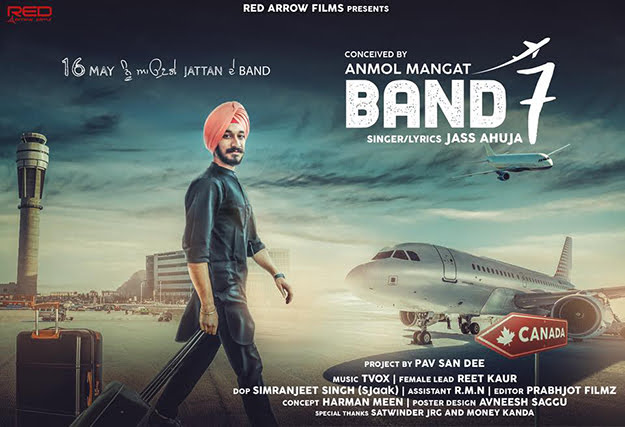 RED ARROW FILMS PRESENTS
RED
CONCEIVED BY
ANMOL MANGAT
BAND 7
SINGER/LYRICS JASS AHUJA
16 MAY ਨੂੰ ਆਉਣਗੇ JATTAN ਦੇ BAND
CANADA
PROJECT BY PAV SAN DEE
MUSIC TVOX | FEMALE LEAD REET KAUR
DOP SIMRANJEET SINGH (SJααk) | ASSISTANT R.M.N | EDITOR PRABHJOT FILMZ
CONCEPT HARMAN MEEN | POSTER DESIGN AVNEESH SAGGU
SPECIAL THANKS SATWINDER JRG AND MONEY KANDA